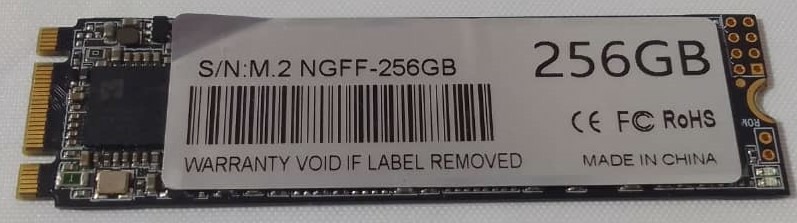 S/N:M.2 NGFF-256GB
256GB
CE FC RoHS
WARRANTY VOID IF LABEL REMOVED
MADE IN CHINA